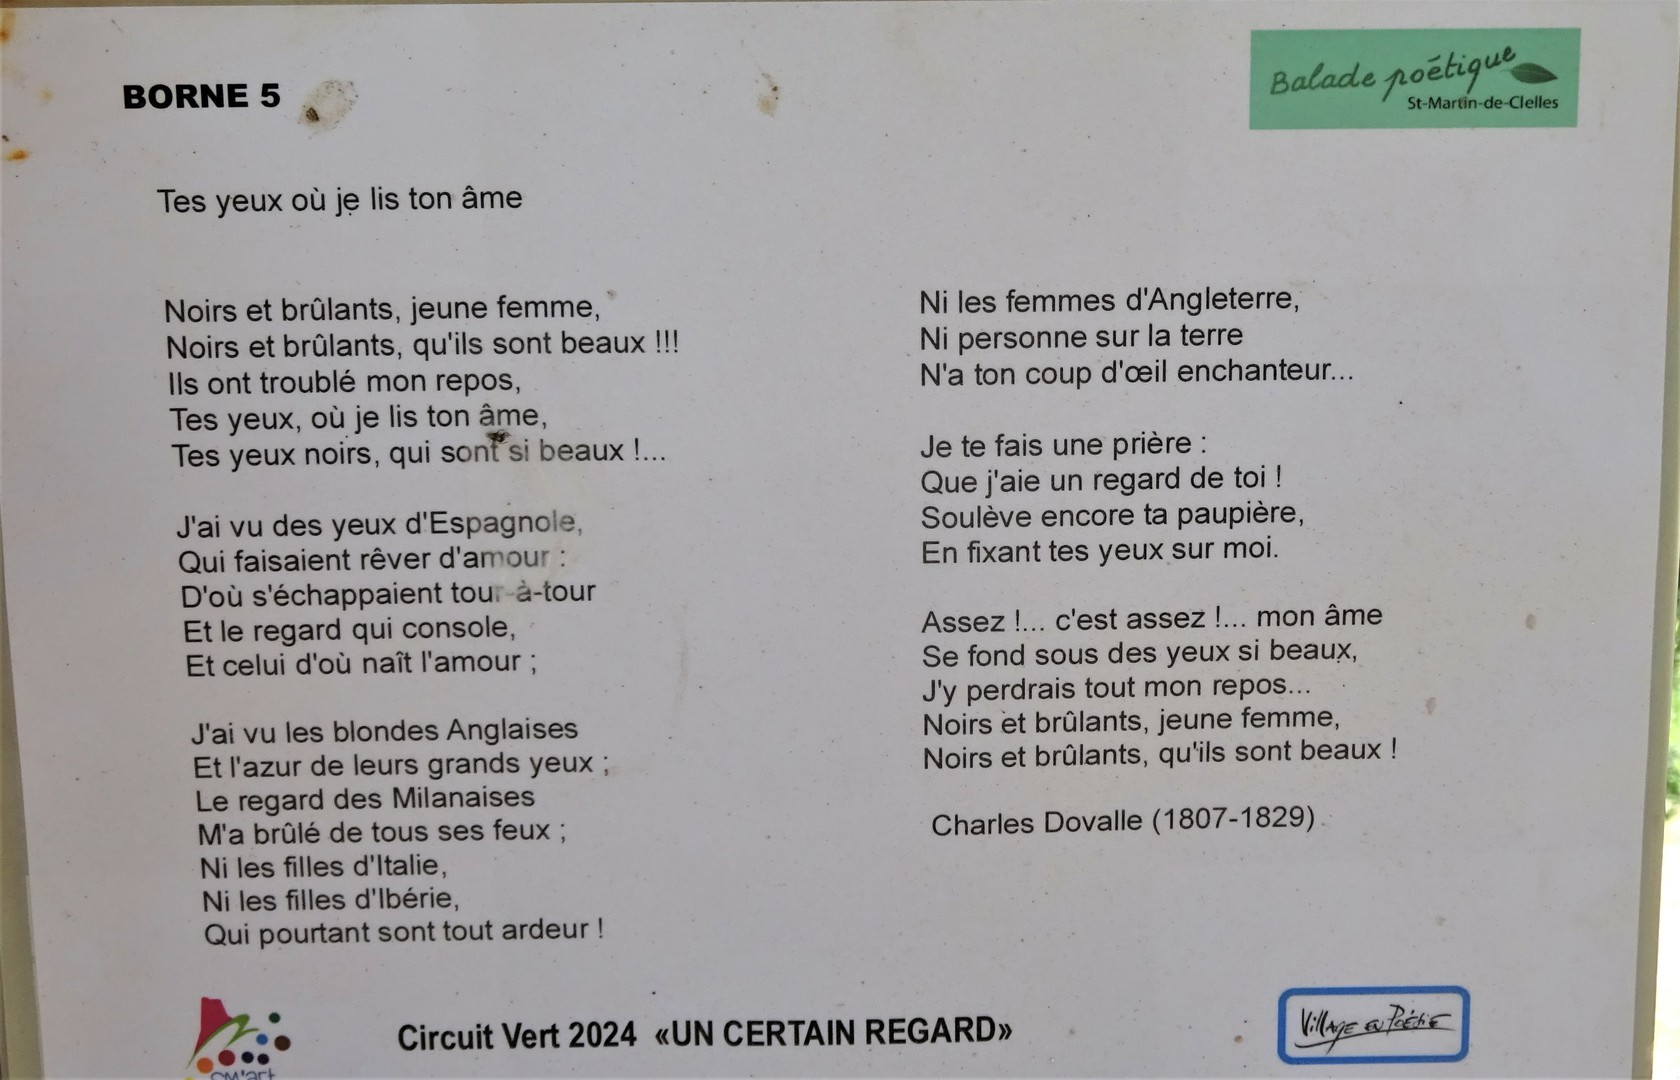 BORNE 5
Balade poétique
St-Martin-de-Clelles
Tes yeux où je lis ton âme
Noirs et brûlants, jeune femme,
Noirs et brûlants, qu'ils sont beaux !!!
Ils ont troublé mon repos,
Tes yeux, où je lis ton âme,
Tes yeux noirs, qui sont si beaux !...
J'ai vu des yeux d'Espagnole,
Qui faisaient rêver d'amour :
D'où s'échappaient tour-à-tour
Et le regard qui console,
Et celui d'où naît l'amour ;
J'ai vu les blondes Anglaises
Et l'azur de leurs grands yeux ;
Le regard des Milanaises
M'a brûlé de tous ses feux ;
Ni les filles d'Italie,
Ni les filles d'Ibérie,
Qui pourtant sont tout ardeur !
Ni les femmes d'Angleterre,
Ni personne sur la terre
N'a ton coup d'œil enchanteur...
Je te fais une prière :
Que j'aie un regard de toi !
Soulève encore ta paupière,
En fixant tes yeux sur moi.
Assez !... c'est assez !... mon âme
Se fond sous des yeux si beaux,
J'y perdrais tout mon repos...
Noirs et brûlants, jeune femme,
Noirs et brûlants, qu'ils sont beaux !
Charles Dovalle (1807-1829)
CM'art
Circuit Vert 2024 «UN CERTAIN REGARD»
Village en Poésie